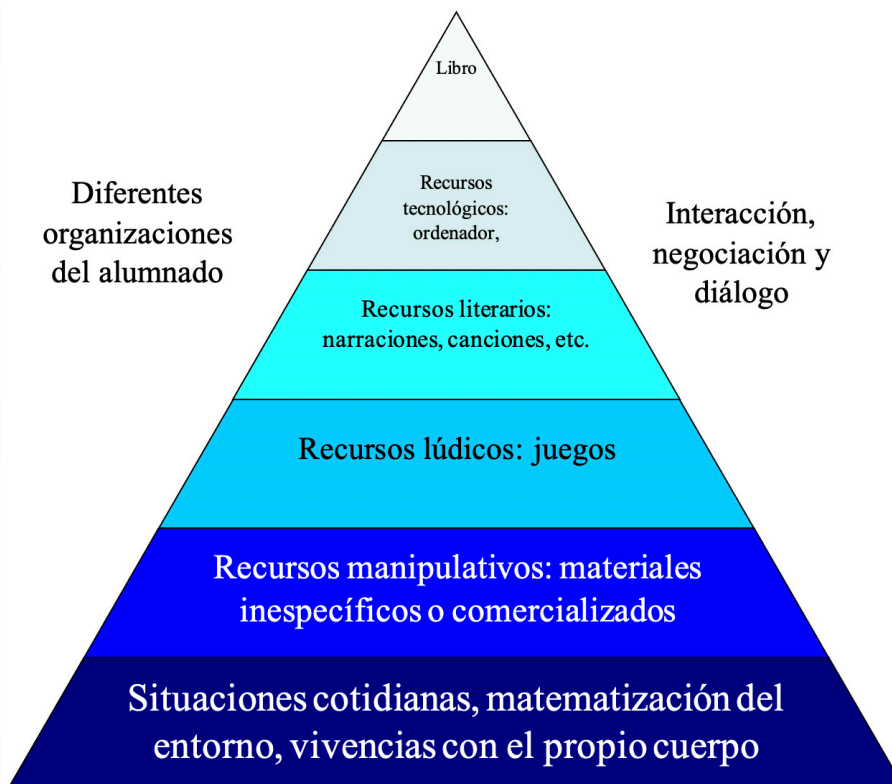 Libro
Recursos
tecnológicos:
ordenador,
Diferentes
organizaciones
del alumnado
Interacción,
negociación y
diálogo
Recursos literarios:
narraciones, canciones, etc.
Recursos lúdicos: juegos
Recursos manipulativos: materiales
inespecíficos o comercializados
Situaciones cotidianas, matematización del
entorno, vivencias con el propio cuerpo